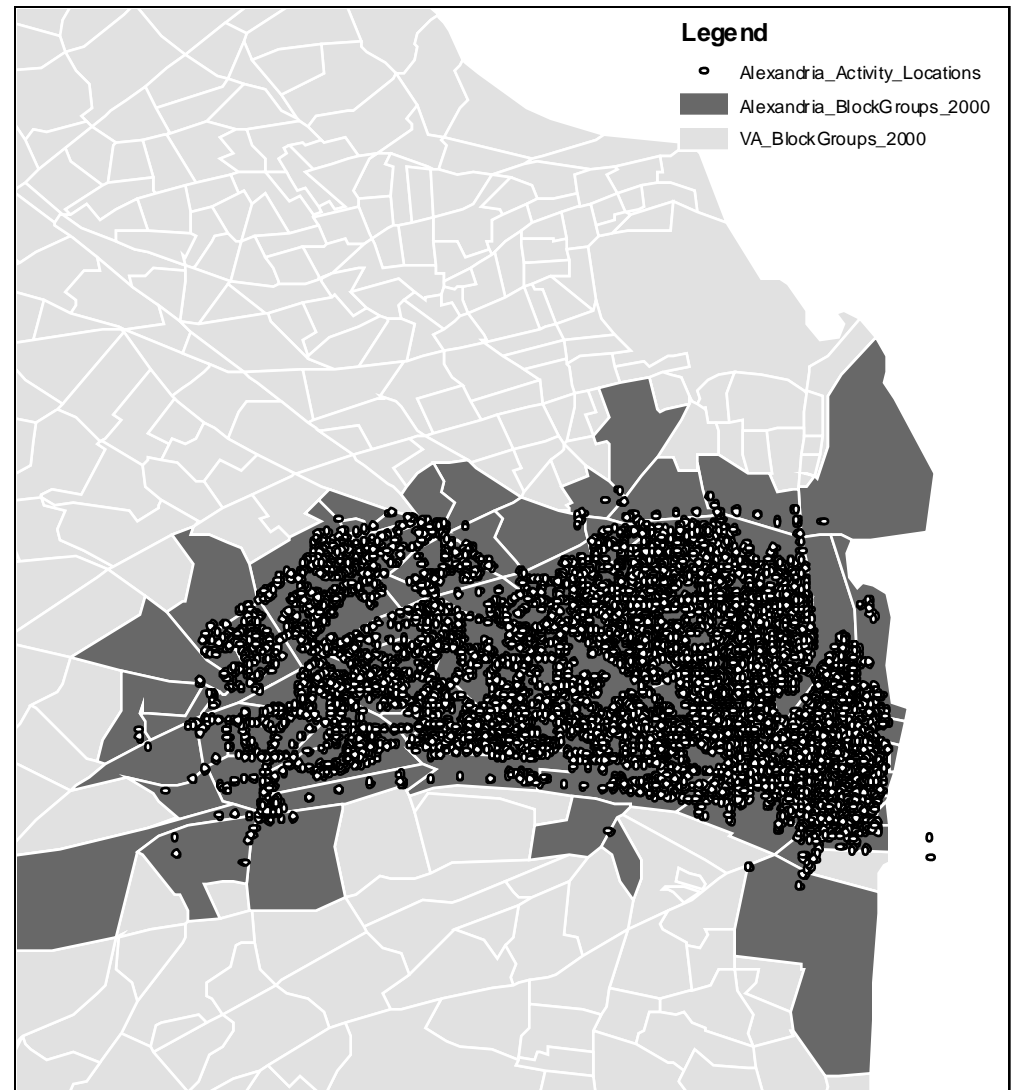 Legend
Alexandria_Activity_Locations
Alexandria_BlockGroups_2000
VA_BlockGroups_2000